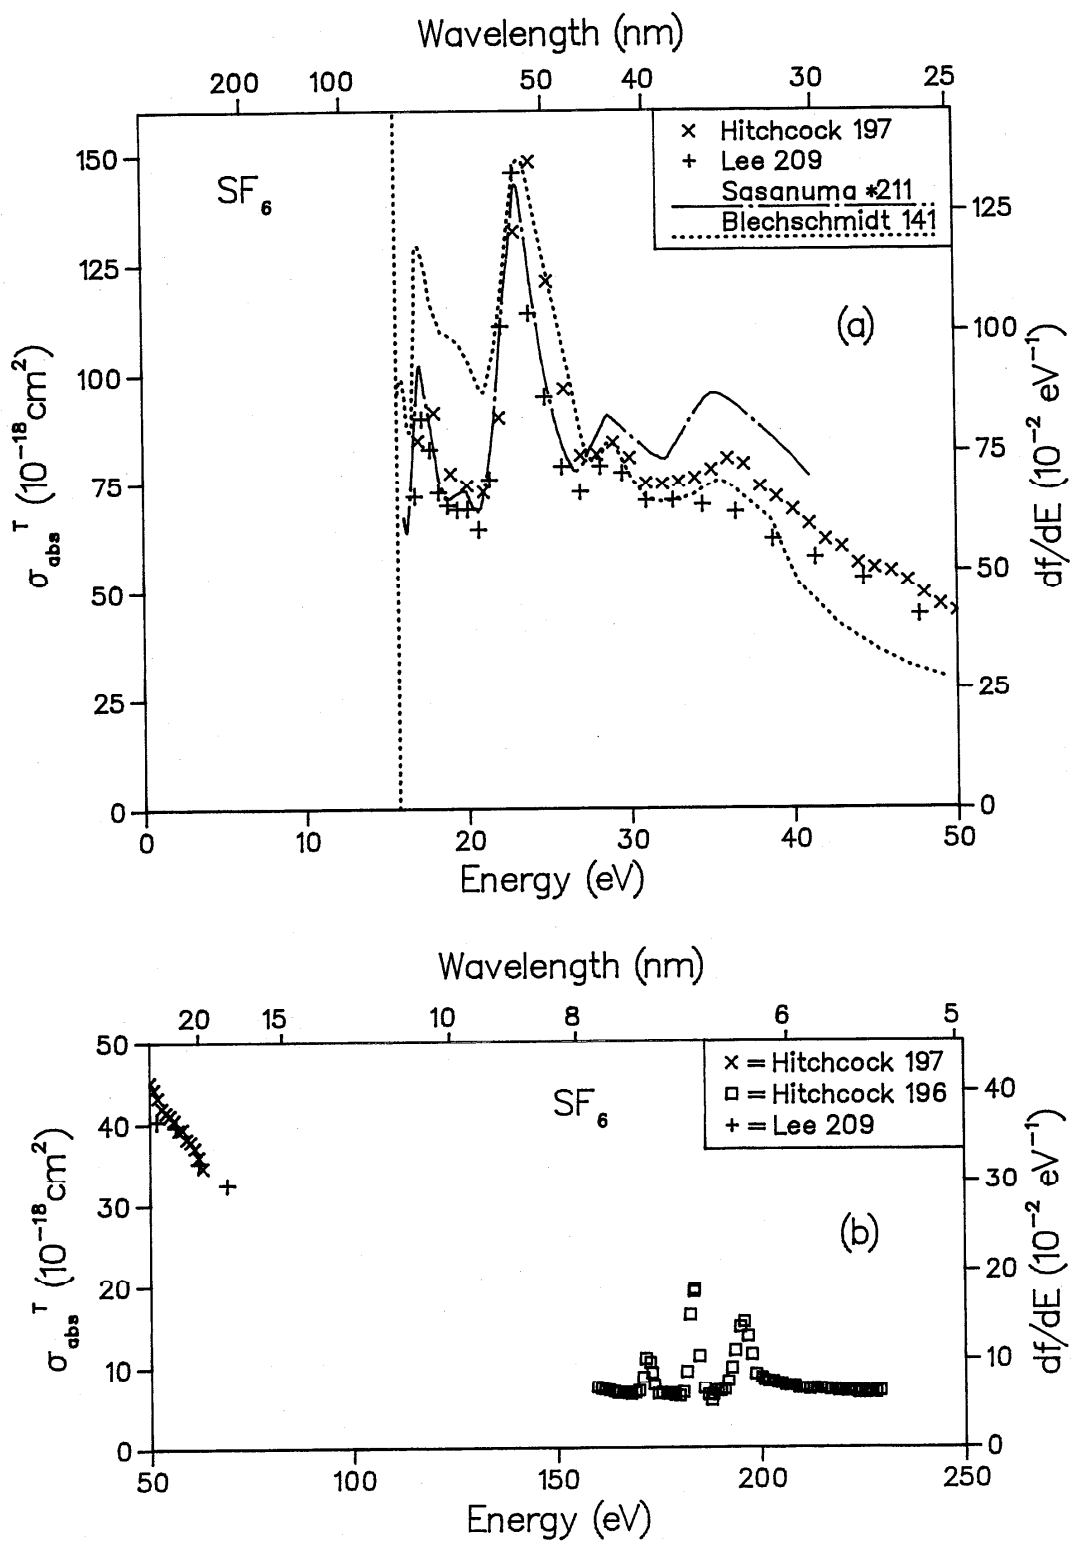 Wavelength (nm)
200 100 50 40 30 25
× Hitchcock 197
+ Lee 209
Sasanuma *211
Blechschmidt 141
SF6
(a)
150
125
100
75
50
25
0
σabsT (10−18cm2)
125
100
75
50
25
0
df/dE (10−2 eV−1)
0 10 20 30 40 50
Energy (eV)
Wavelength (nm)
20 15 10 8 6 5
× = Hitchcock 197
□ = Hitchcock 196
+ = Lee 209
SF6
(b)
50
40
30
20
10
0
σabsT (10−18cm2)
40
30
20
10
0
df/dE (10−2 eV−1)
50 100 150 200 250
Energy (eV)